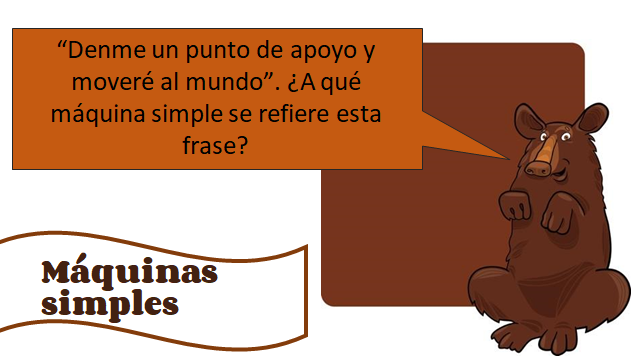 “Denme un punto de apoyo y
moveré al mundo”. ¿A qué
máquina simple se refiere esta
frase?
Máquinas
simples